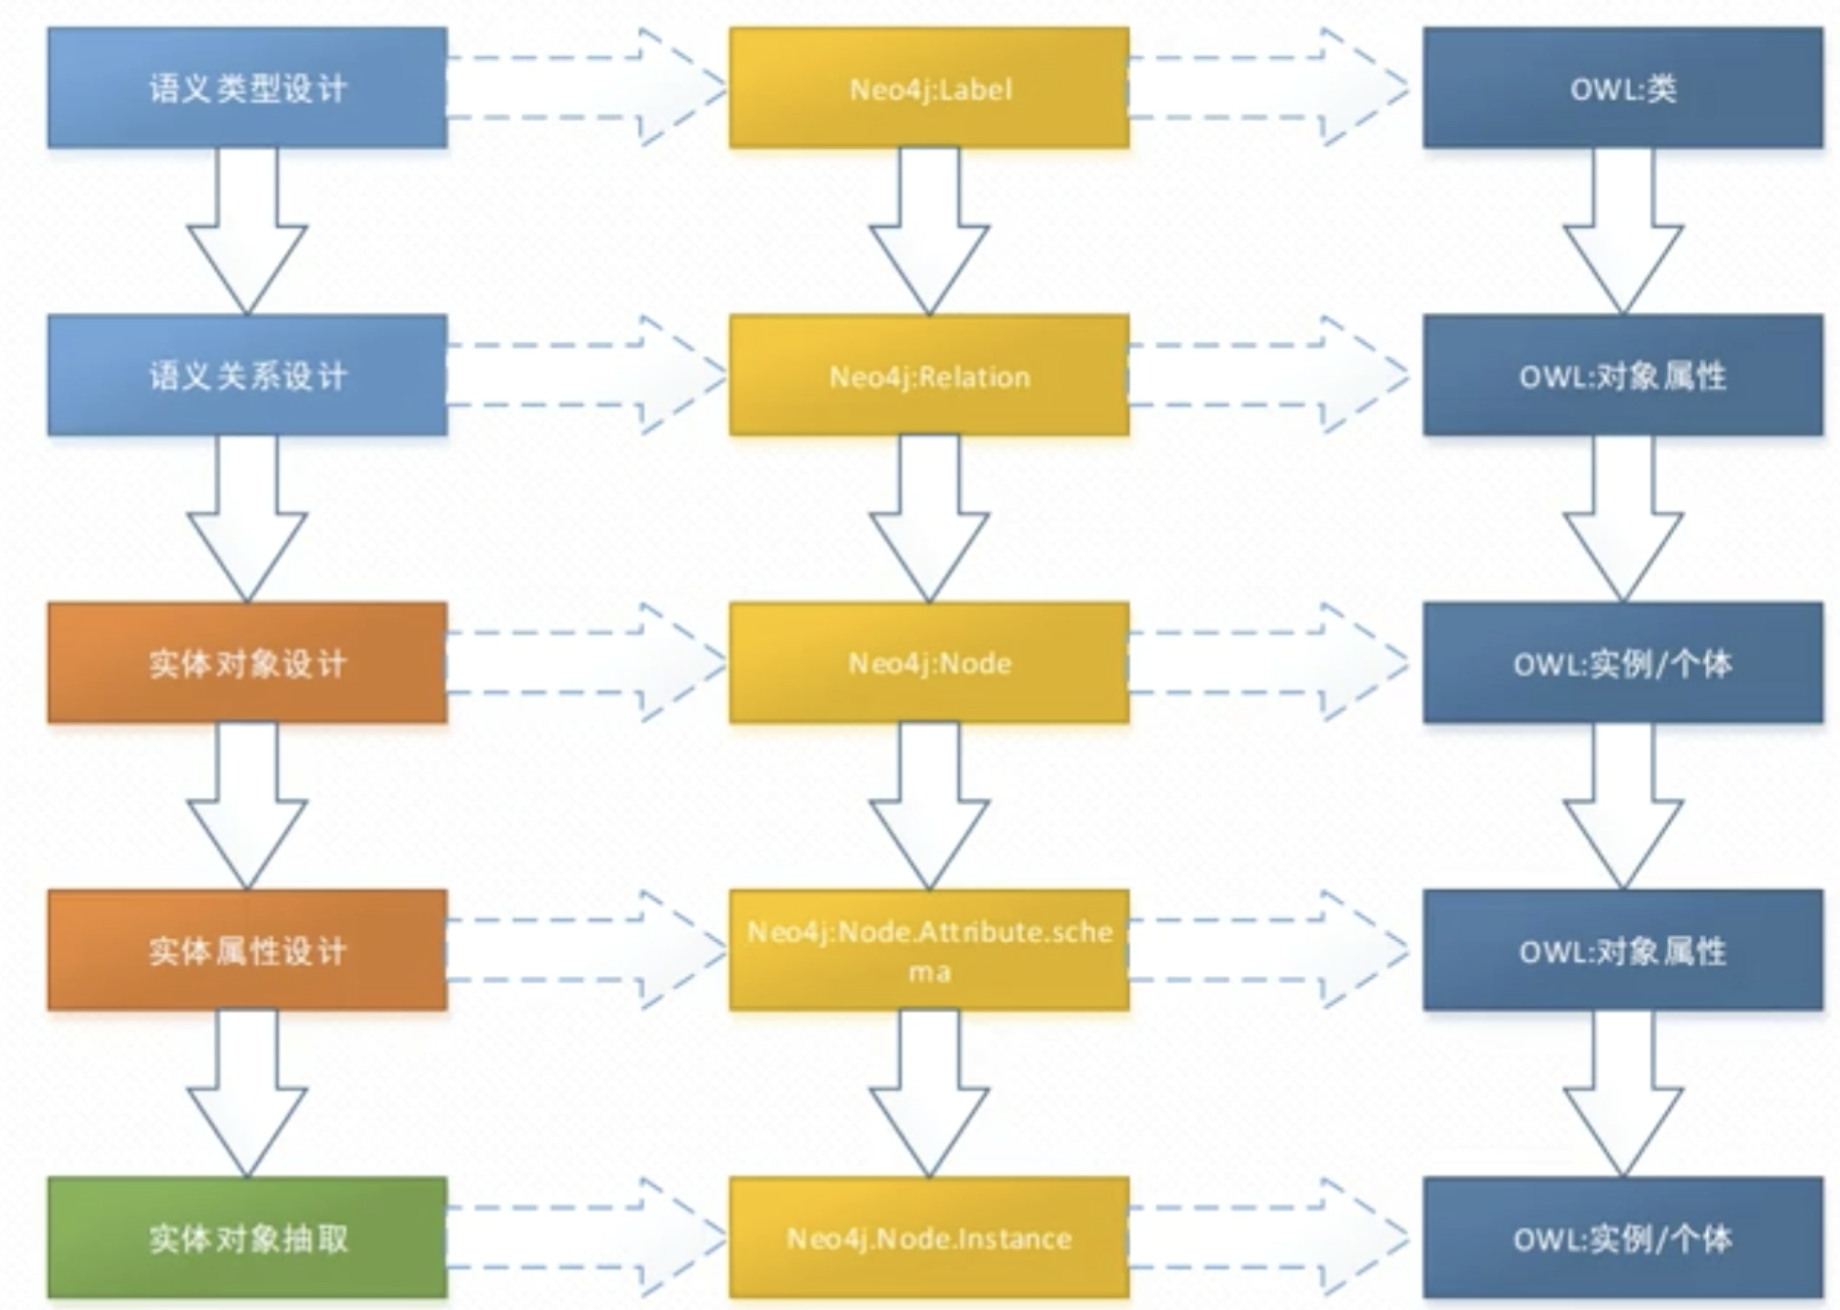 语义类型设计
Neo4j:Label
OWL:类
语义关系设计
Neo4j:Relation
OWL:对象属性
实体对象设计
Neo4j:Node
OWL:实例/个体
实体属性设计
Neo4j:Node.Attribute.sche
ma
OWL:对象属性
实体对象抽取
Neo4j.Node.Instance
OWL:实例/个体